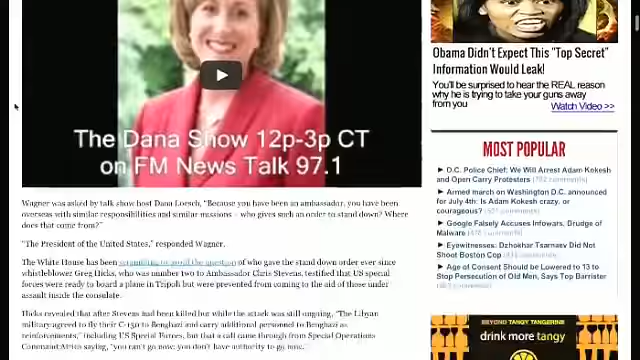 The Dana Show 12p-3p CT
on FM News Talk 97.1
Wagner was asked by talk show host Dana Loesch, "Because you have been an ambassador, you have been
overseas with similar responsibilities and similar missions – who gives such an order to stand down? Where
does that come from?"
"The President of the United States," responded Wagner.
The White House has been scrambling to avoid the question of who gave the stand down order ever since
whistleblower Greg Hicks, who was number two to Ambassador Chris Stevens, testified that US special
forces were ready to board a plane in Tripoli but were prevented from coming to the aid of those under
assault inside the consulate.
Hicks revealed that after Stevens had been killed but while the attack was still ongoing, "The Libyan
military agreed to fly their C-130 to Benghazi and carry additional personnel to Benghazi as
reinforcements," including US Special Forces, but that a call came through from Special Operations
Command Africa saying, "you can't go now, you don't have authority to go now."
Obama Didn't Expect This "Top Secret"
Information Would Leak!
You'll be surprised to hear the REAL reason
why he is trying to take your guns away
from you
Watch Video >>
MOST POPULAR
► D.C. Police Chief: We Will Arrest Adam Kokesh
and Open Carry Protesters
► Armed march on Washington D.C. announced
for July 4th: Is Adam Kokesh crazy, or
courageous?
► Google Falsely Accuses Infowars, Drudge of
Malware
► Eyewitnesses: Dzhokhar Tsarnaev Did Not
Shoot Boston Cop
► Age of Consent Should be Lowered to 13 to
Stop Persecution of Old Men, Says Top Barrister
BEYOND TANGY TANGERINE
drink more tangy